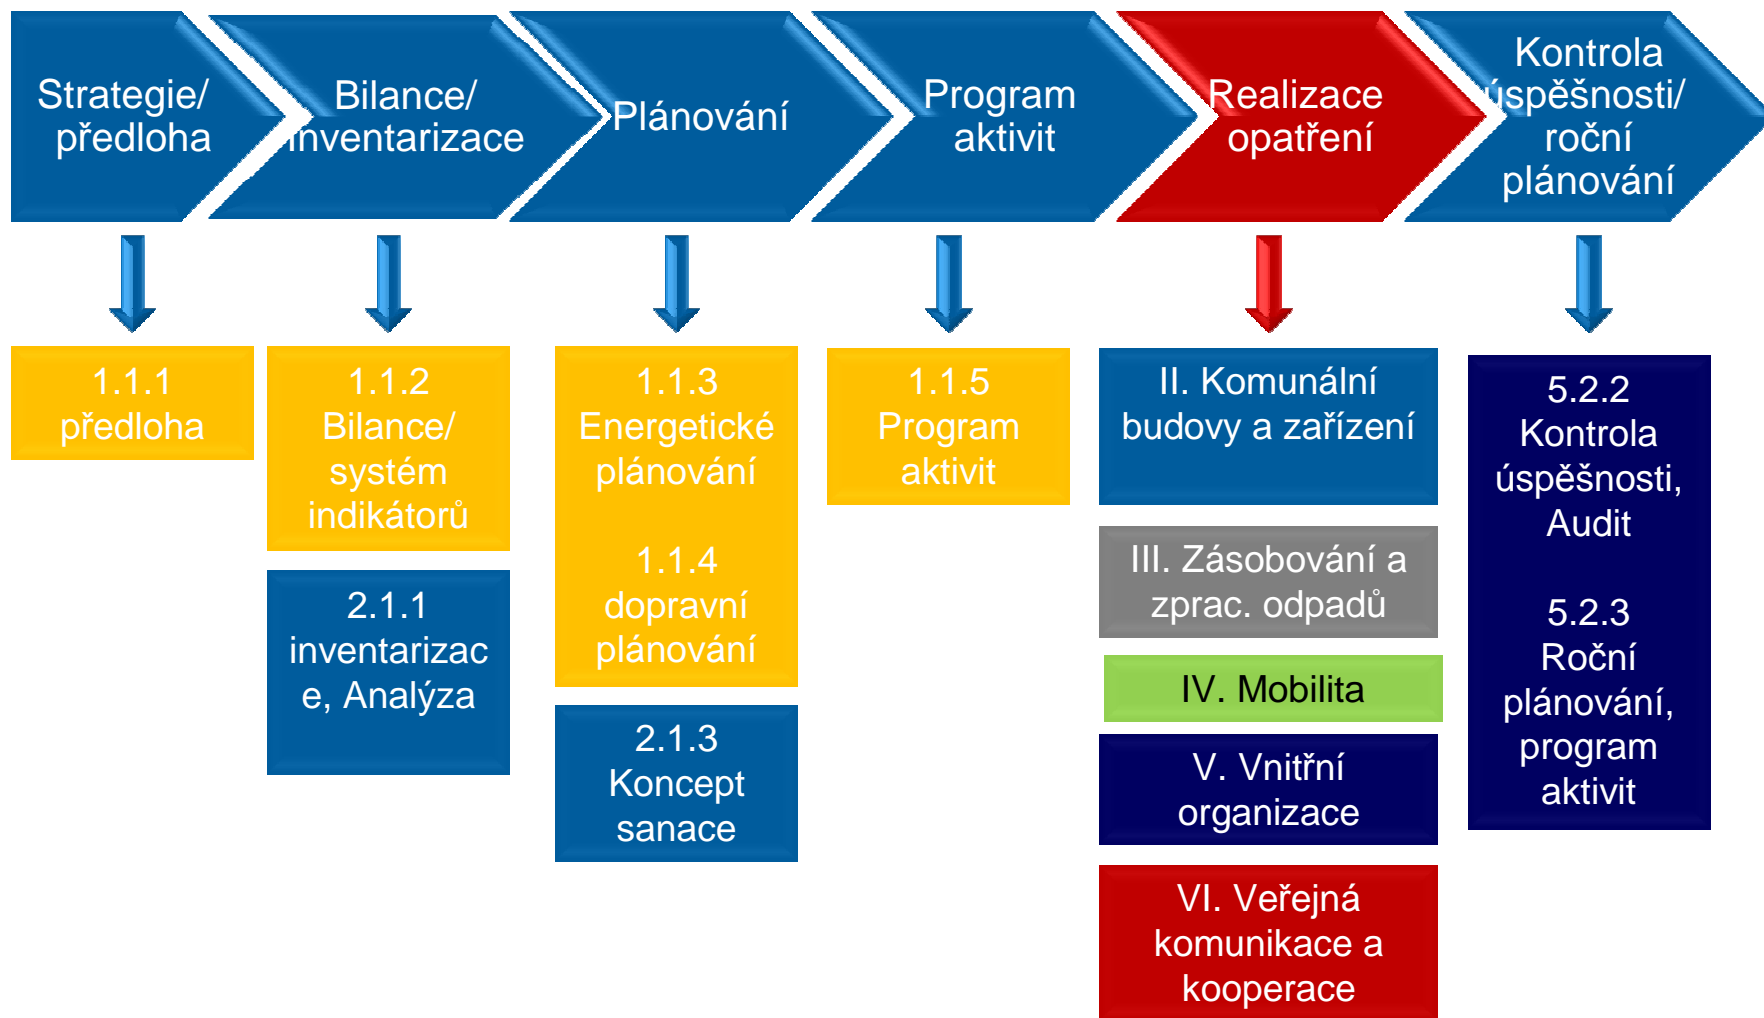 Strategie/
předloha
Bilance/
inventarizace
Plánování
Program
aktivit
Realizace
opatření
Kontrola
úspěšnosti/
roční
plánování
1.1.1
předloha
1.1.2
Bilance/
systém
indikátorů
2.1.1
inventarizac
e, Analýza
1.1.3
Energetické
plánování
1.1.4
dopravní
plánování
2.1.3
Koncept
sanace
1.1.5
Program
aktivit
II. Komunální
budovy a zařízení
III. Zásobování a
zprac. odpadů
IV. Mobilita
V. Vnitřní
organizace
VI. Veřejná
komunikace a
kooperace
5.2.2
Kontrola
úspěšnosti,
Audit
5.2.3
Roční
plánování,
program
aktivit